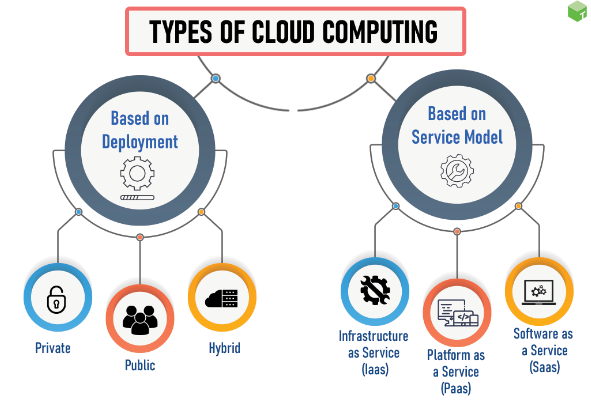 TYPES OF CLOUD COMPUTING
Based on
Deployment
Private
Public
Hybrid
Based on
Service Model
Infrastructure
as Service
(Iaas)
Platform as
a Service
(Paas)
Software as
a Service
(Saas)